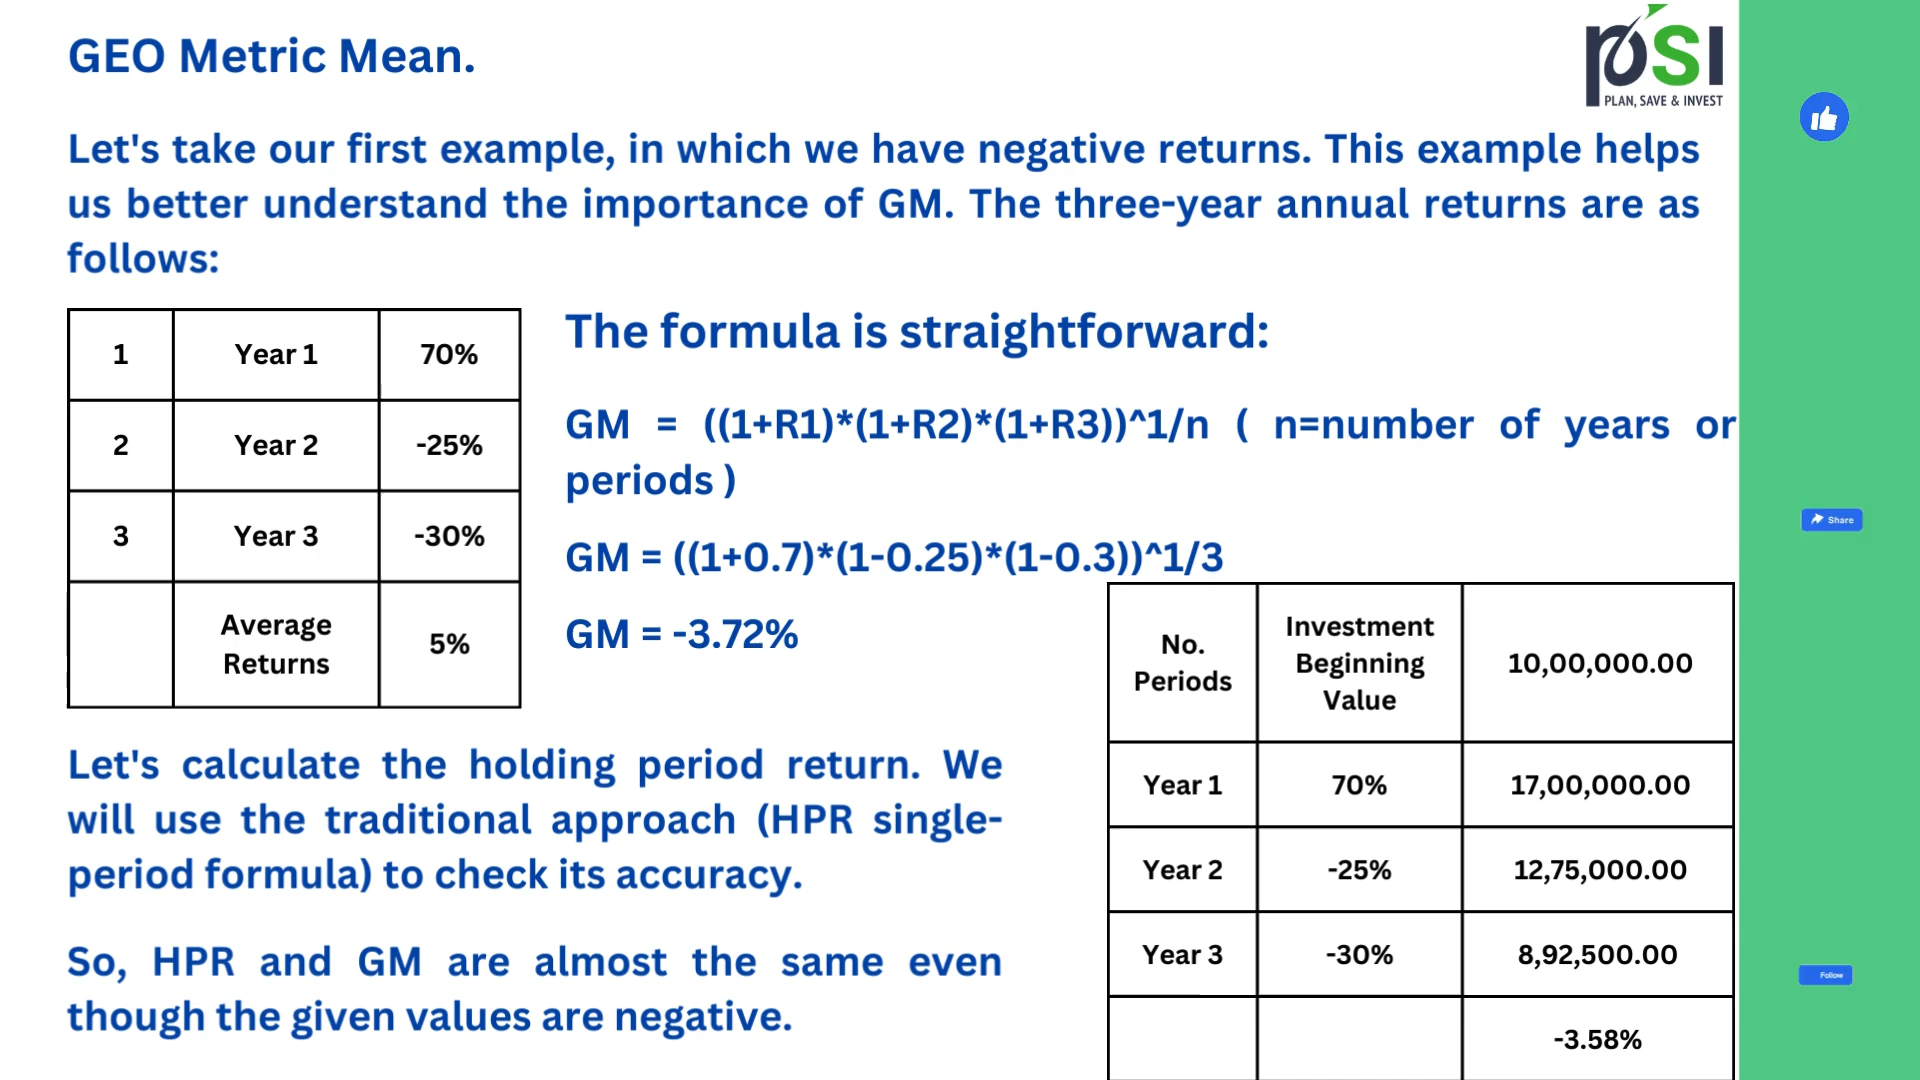 GEO Metric Mean.
pSI
PLAN, SAVE & INVEST
Let's take our first example, in which we have negative returns. This example helps
us better understand the importance of GM. The three-year annual returns are as
follows:
1 Year 1 70%
2 Year 2 -25%
3 Year 3 -30%
Average
Returns
5%
The formula is straightforward:
GM = ((1+R1)*(1+R2)*(1+R3))^1/n ( n=number of years or
periods )
GM = ((1+0.7)*(1-0.25)*(1-0.3))^1/3
GM = -3.72%
Let's calculate the holding period return. We
will use the traditional approach (HPR single-
period formula) to check its accuracy.
So, HPR and GM are almost the same even
though the given values are negative.
No.
Periods
Investment
Beginning
Value
10,00,000.00
Year 1 70% 17,00,000.00
Year 2 -25% 12,75,000.00
Year 3 -30% 8,92,500.00
-3.58%
Share
Follow